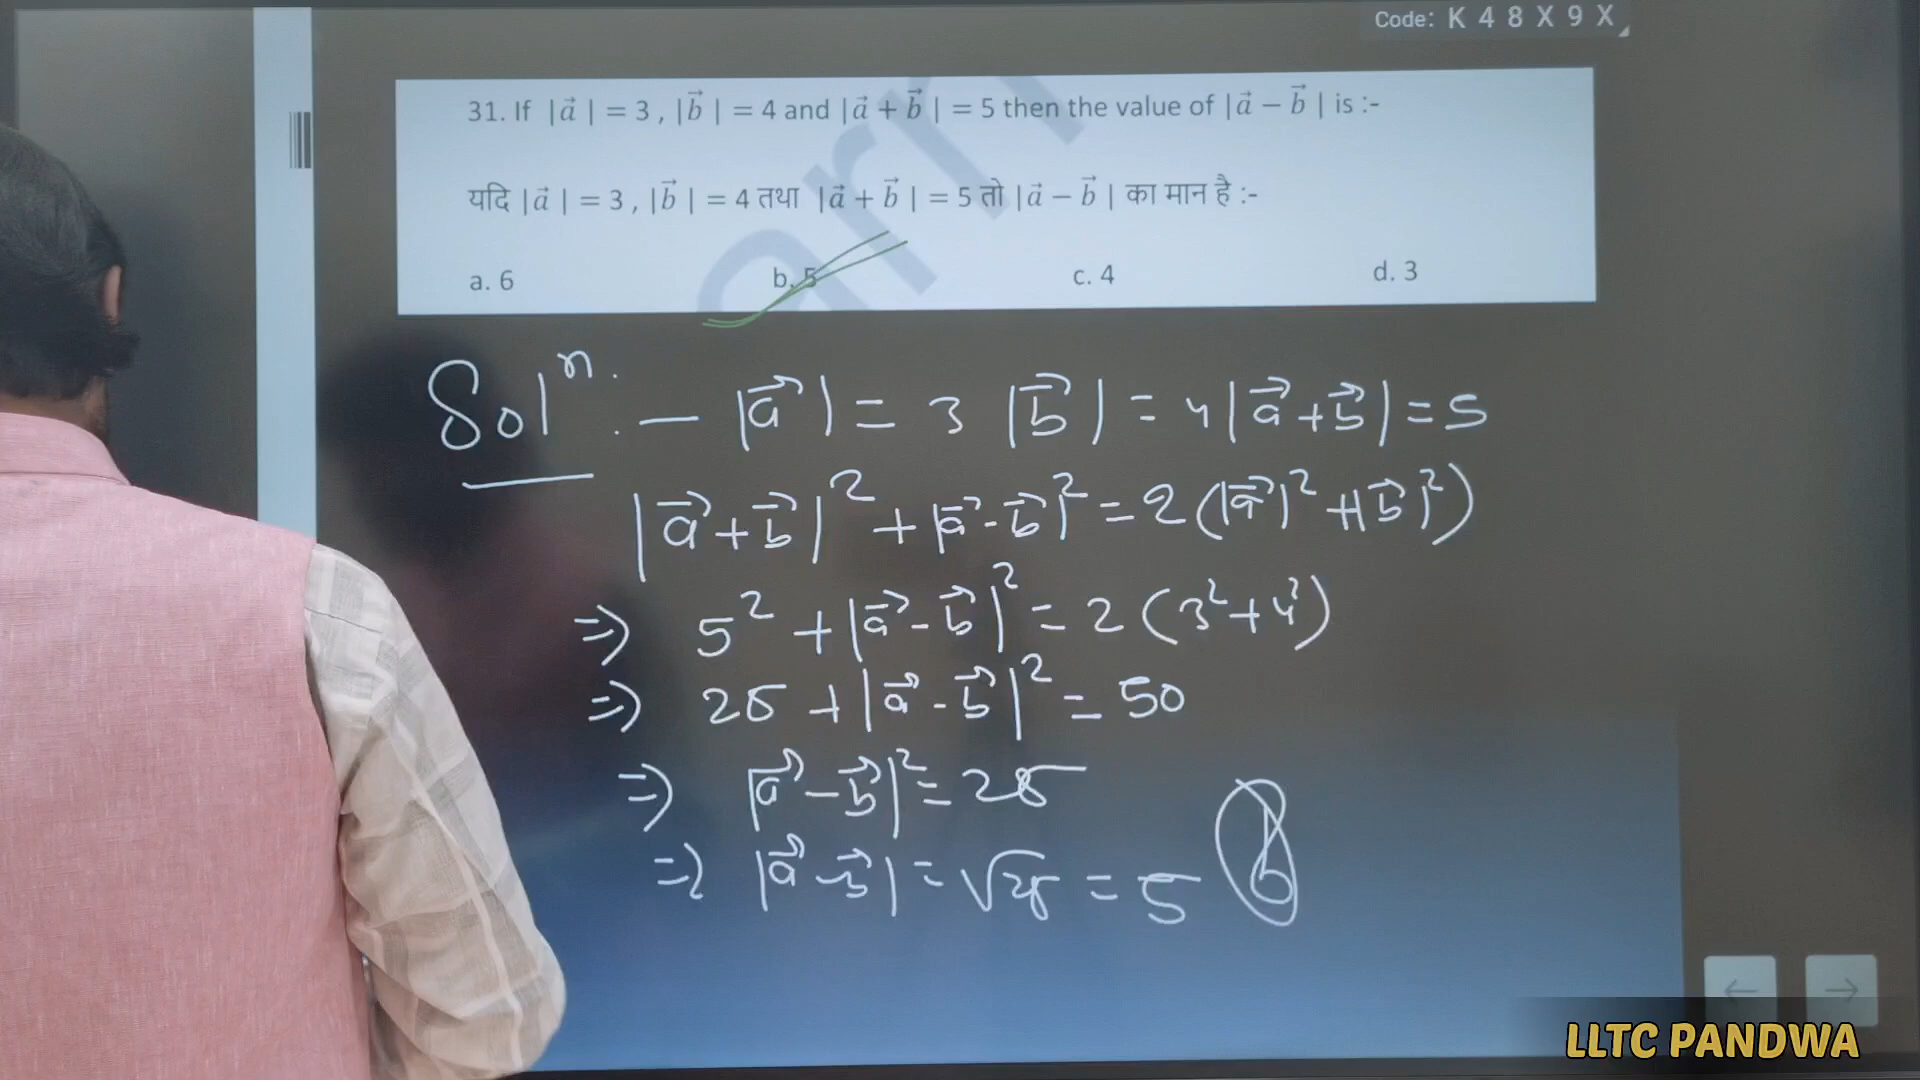 Code: K 4 8 X 9 X
31. If |a⃗ | = 3 , |b⃗ | = 4 and |a⃗ + b⃗ | = 5 then the value of |a⃗ − b⃗ | is :-
यदि |a⃗ | = 3 , |b⃗ | = 4 तथा |a⃗ + b⃗ | = 5 तो |a⃗ − b⃗ | का मान है :-
a. 6 b. 5 c. 4 d. 3
arn
Solⁿ. − |a⃗| = 3 |b⃗| = 4 |a⃗+b⃗| = 5
|a⃗+b⃗|² + |a⃗-b⃗|² = 2(|a⃗|² + |b⃗|²)
⇒ 5² + |a⃗-b⃗|² = 2(3²+4²)
⇒ 25 + |a⃗-b⃗|² = 50
⇒ |a⃗-b⃗|² = 25
⇒ |a⃗-b⃗| = √25 = 5 b
LLTC PANDWA